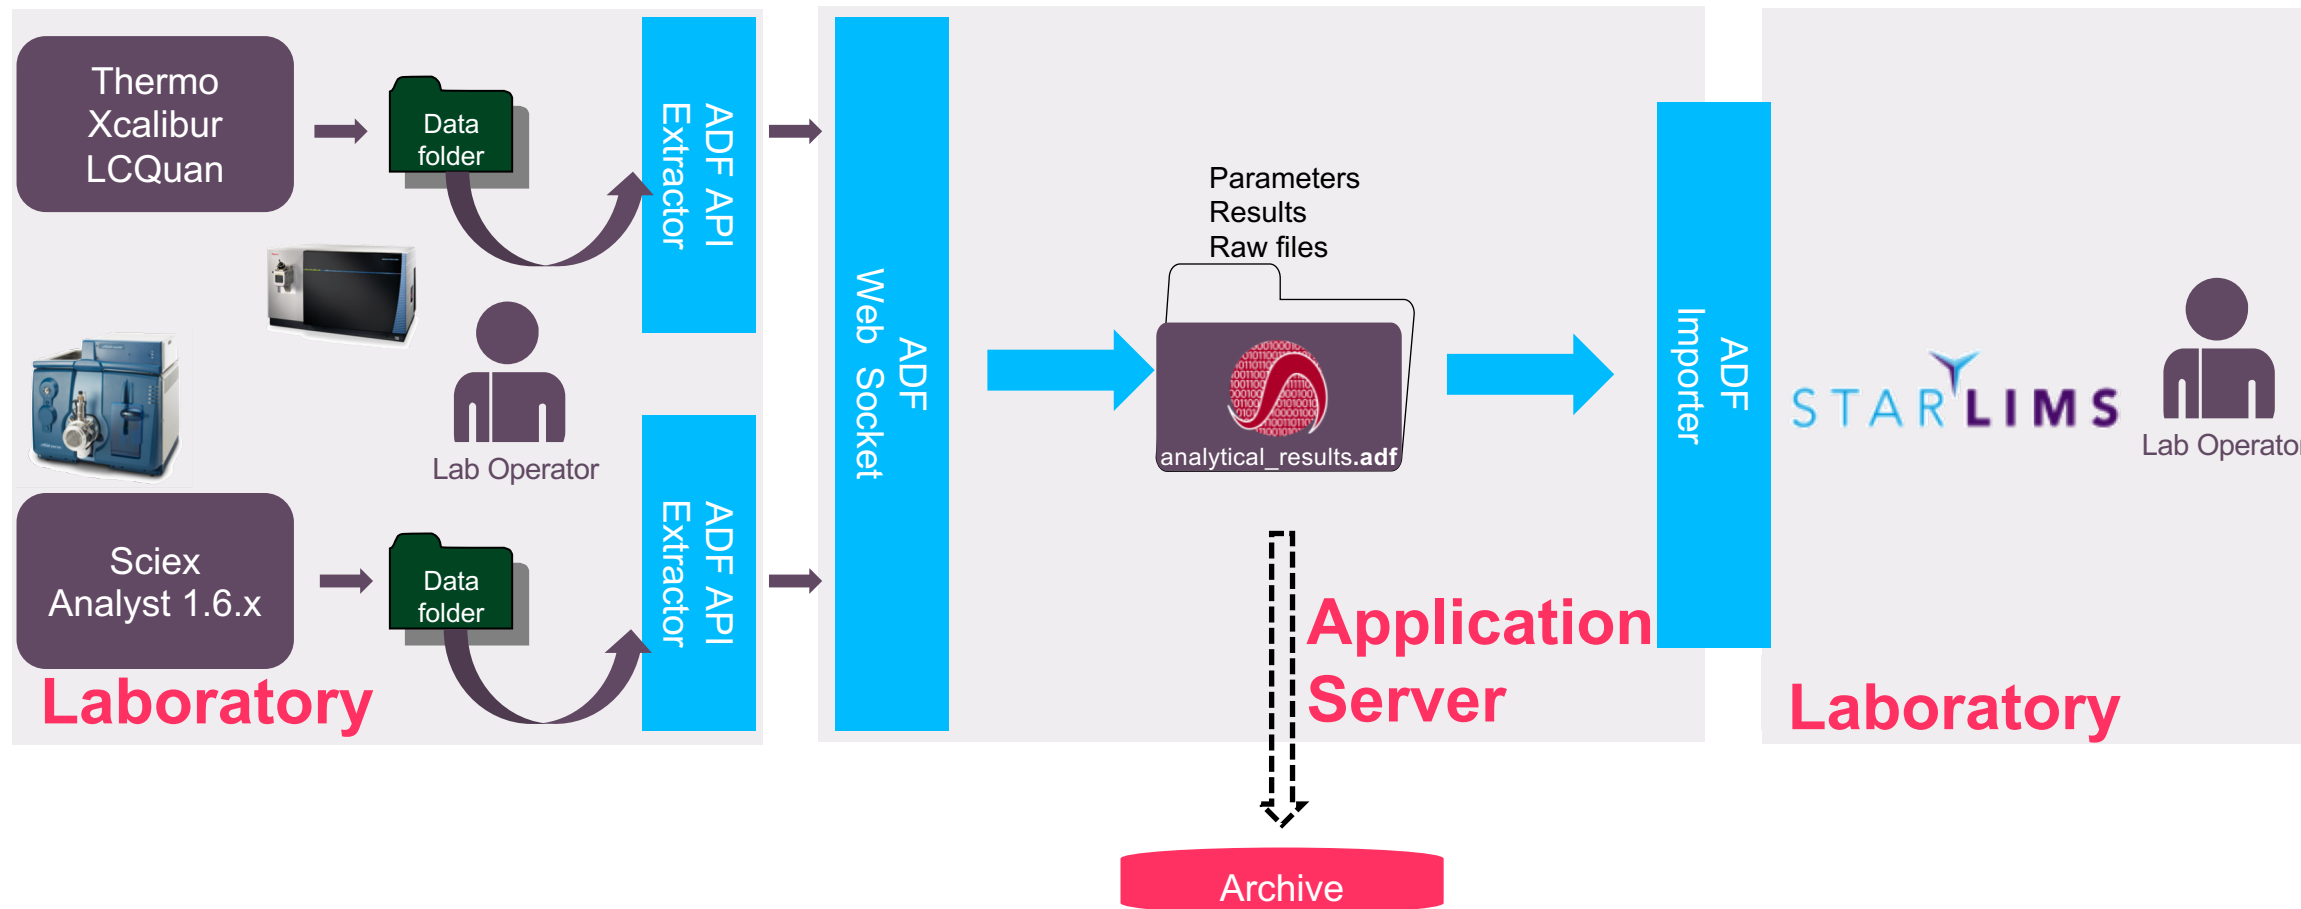 Thermo
Xcalibur
LCQuan
Data
folder
ADF API
Extractor
Lab Operator
Sciex
Analyst 1.6.x
Data
folder
ADF API
Extractor
Laboratory
ADF
Web Socket
Parameters
Results
Raw files
analytical_results.adf
Application
Server
Archive
ADF
Importer
STARLIMS
Lab Operator
Laboratory